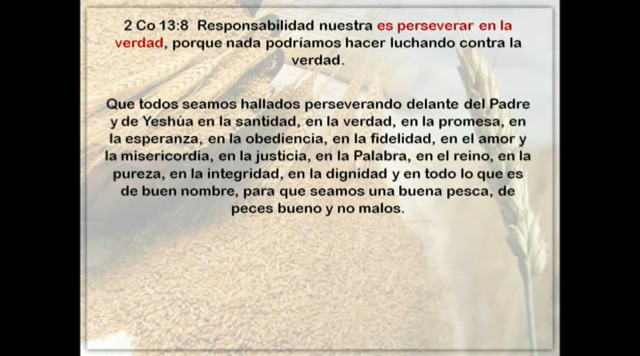 2 Co 13:8  Responsabilidad nuestra es perseverar en la
verdad, porque nada podríamos hacer luchando contra la
verdad.
Que todos seamos hallados perseverando delante del Padre
y de Yeshúa en la santidad, en la verdad, en la promesa, en
la esperanza, en la obediencia, en la fidelidad, en el amor y
la misericordia, en la justicia, en la Palabra, en el reino, en la
pureza, en la integridad, en la dignidad y en todo lo que es
de buen nombre, para que seamos una buena pesca, de
peces bueno y no malos.